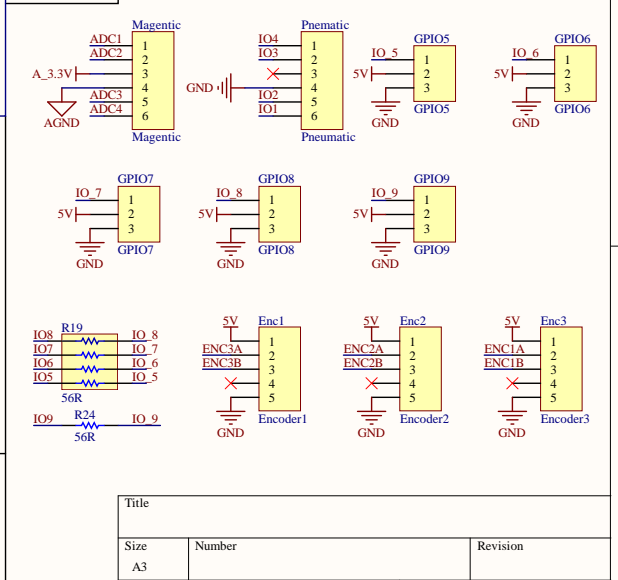 Magentic
ADC1 1
ADC2 2
A_3.3V 3
4
ADC3 5
ADC4 6
AGND
Magentic
Pnematic
IO4 1
IO3 2
3
GND 4
IO2 5
IO1 6
Pneumatic
GPIO5
IO_5 1
5V 2
3
GPIO5
GND
GPIO6
IO_6 1
5V 2
3
GPIO6
GND
GPIO7
IO_7 1
5V 2
3
GPIO7
GND
GPIO8
IO_8 1
5V 2
3
GPIO8
GND
GPIO9
IO_9 1
5V 2
3
GPIO9
GND
R19
IO8 IO_8
IO7 IO_7
IO6 IO_6
IO5 IO_5
56R
R24
IO9 IO_9
56R
5V Enc1
1
ENC3A 2
ENC3B 3
4
5
GND Encoder1
5V Enc2
1
ENC2A 2
ENC2B 3
4
5
GND Encoder2
5V Enc3
1
ENC1A 2
ENC1B 3
4
5
GND Encoder3
Title
Size Number Revision
A3